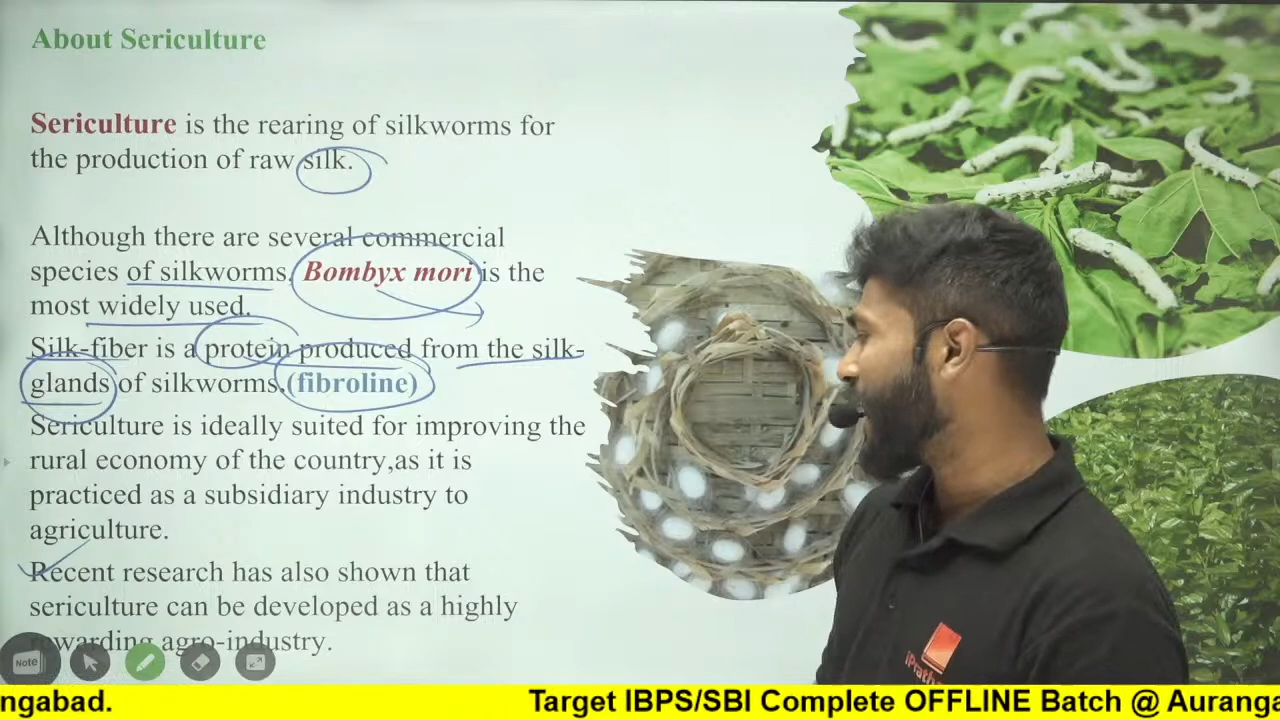 About Sericulture
Sericulture is the rearing of silkworms for
the production of raw silk.
Although there are several commercial
species of silkworms, Bombyx mori is the
most widely used.
Silk-fiber is a protein produced from the silk-
glands of silkworms.(fibroline)
Sericulture is ideally suited for improving the
rural economy of the country,as it is
practiced as a subsidiary industry to
agriculture.
Recent research has also shown that
sericulture can be developed as a highly
rewarding agro-industry.
Note
ngabad.
Target IBPS/SBI Complete OFFLINE Batch @ Auranga